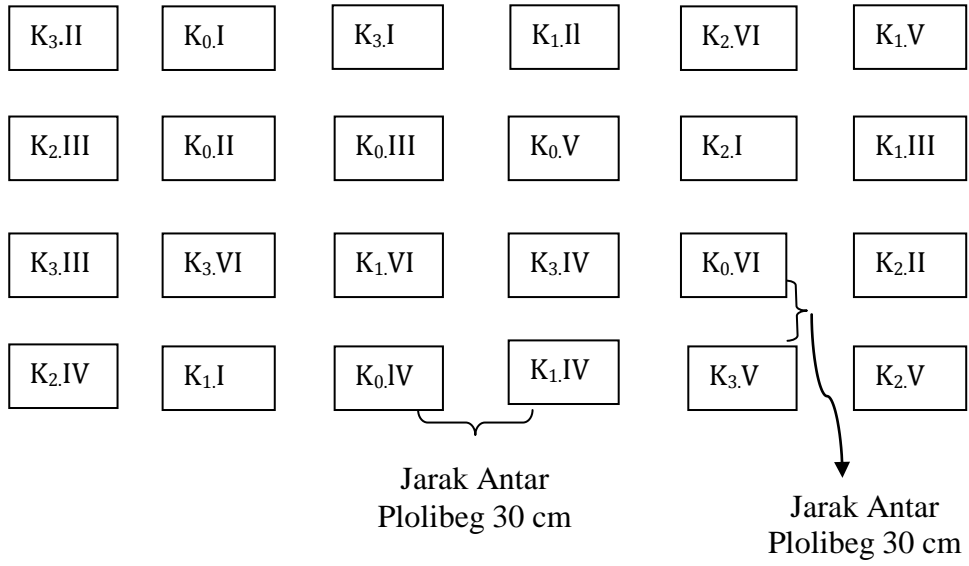 K₃.II K₀.I K₃.I K₁.Il K₂.VI K₁.V
K₂.III K₀.II K₀.III K₀.V K₂.I K₁.III
K₃.III K₃.VI K₁.VI K₃.IV K₀.VI K₂.II
K₂.IV K₁.I K₀.lV K₁.IV K₃.V K₂.V
Jarak Antar
Plolibeg 30 cm
Jarak Antar
Plolibeg 30 cm